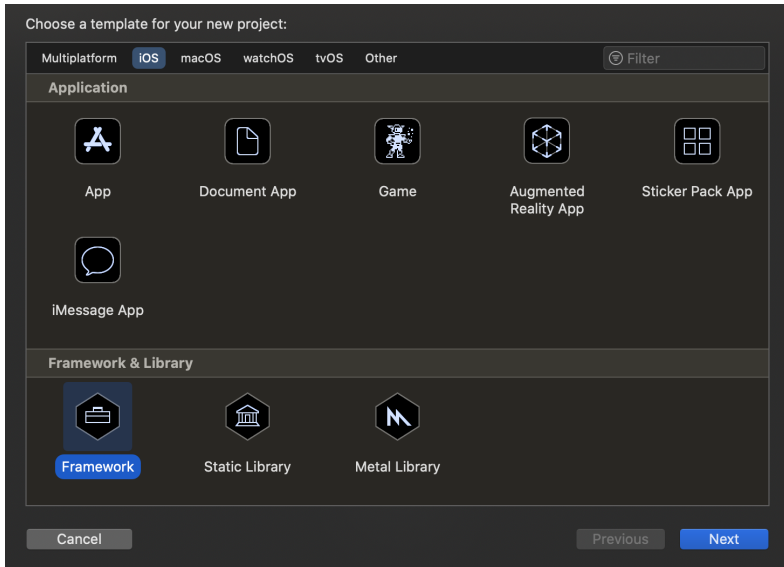 Choose a template for your new project:
Multiplatform iOS macOS watchOS tvOS Other Filter
Application
App Document App Game Augmented Reality App Sticker Pack App
iMessage App
Framework & Library
Framework Static Library Metal Library
Cancel Previous Next